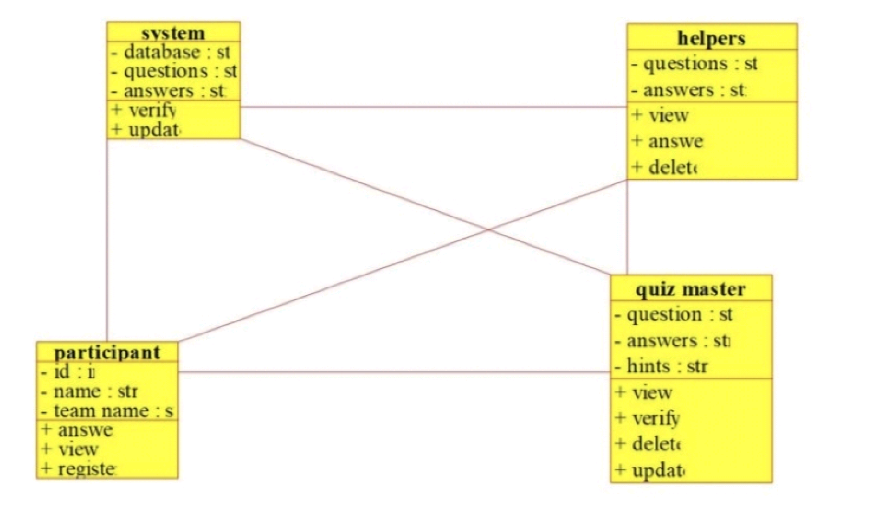 system
- database : st
- questions : st
- answers : st
+ verify
+ updat
helpers
- questions : st
- answers : st
+ view
+ answe
+ delet
participant
- id : i
- name : str
- team name : s
+ answe
+ view
+ registe
quiz master
- question : st
- answers : st
- hints : str
+ view
+ verify
+ delet
+ updat